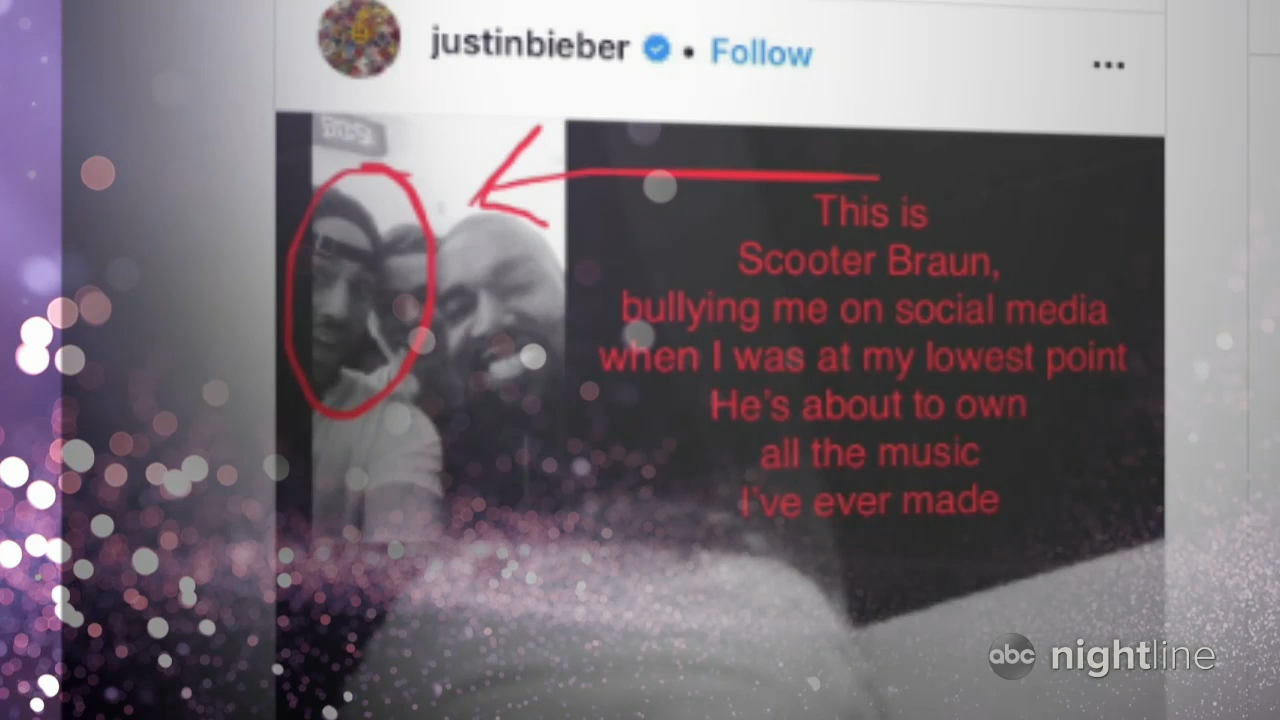 justinbieber • Follow
This is
Scooter Braun,
bullying me on social media
when I was at my lowest point
He's about to own
all the music
I've ever made
abc nightline